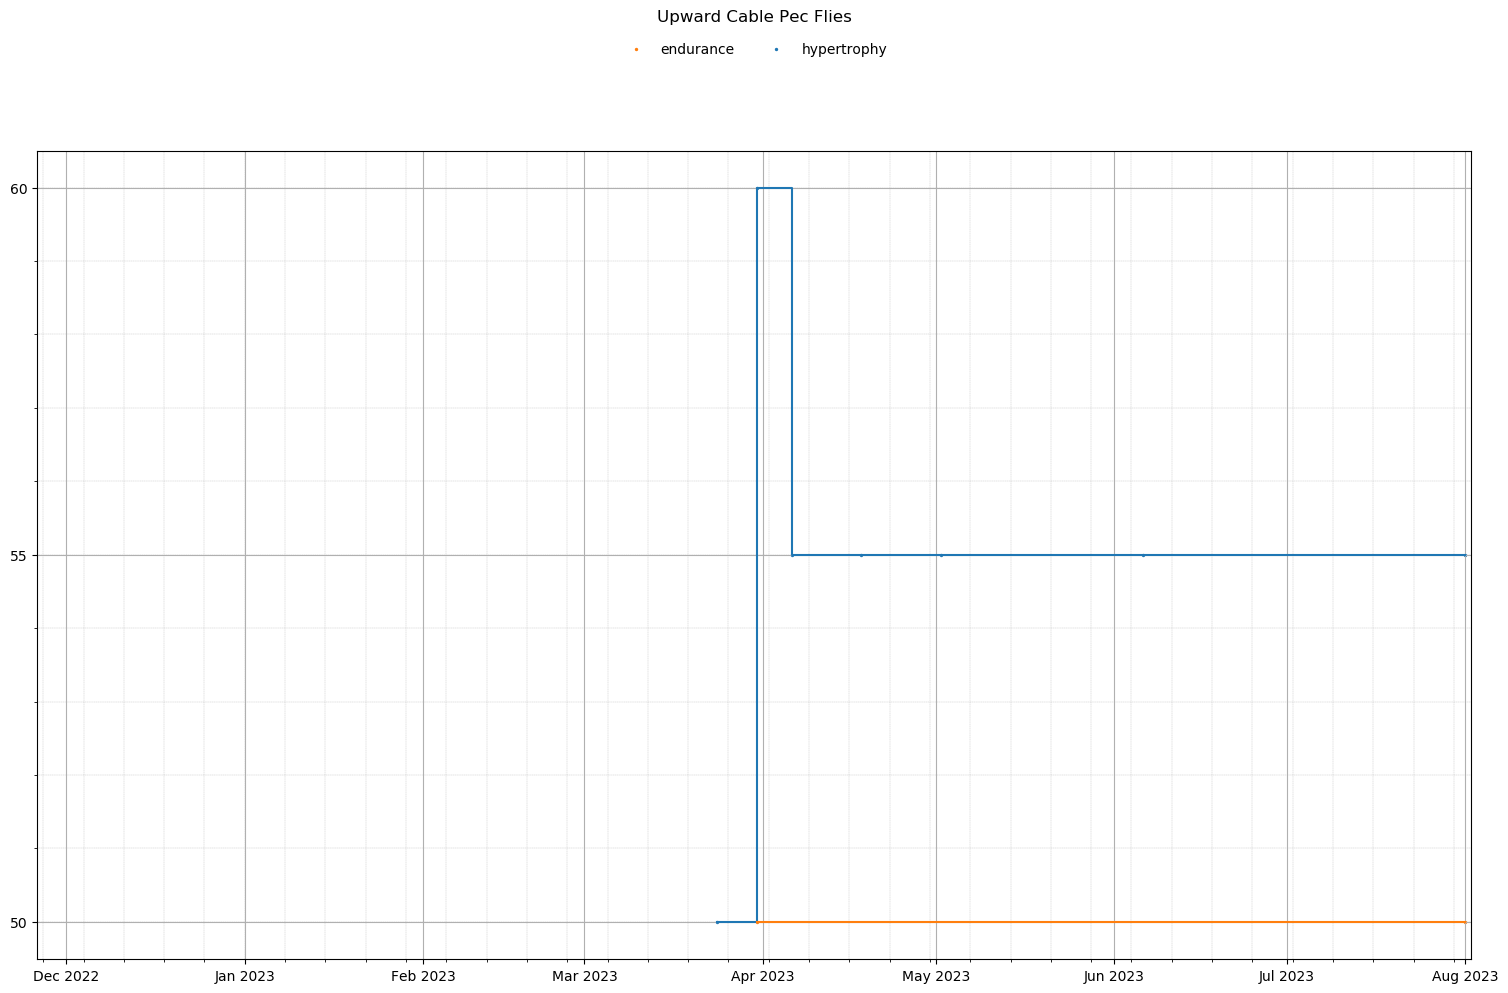 Upward Cable Pec Flies
endurance hypertrophy
60
55
50
Dec 2022 Jan 2023 Feb 2023 Mar 2023 Apr 2023 May 2023 Jun 2023 Jul 2023 Aug 2023